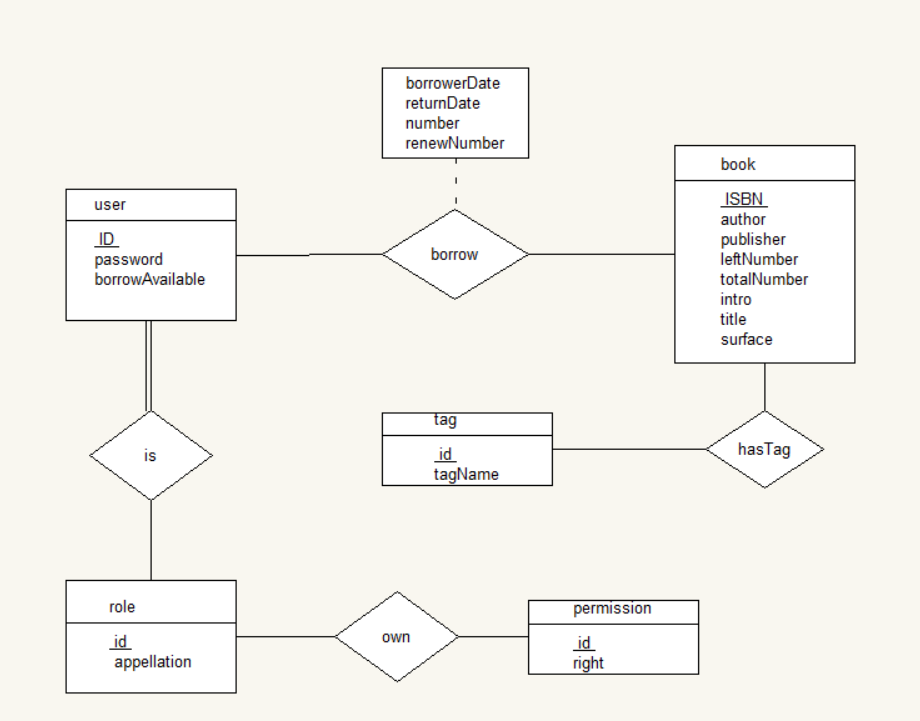 borrowerDate
returnDate
number
renewNumber
book
ISBN
author
publisher
leftNumber
totalNumber
intro
title
surface
user
ID
password
borrowAvailable
borrow
tag
id
tagName
hasTag
is
role
id
appellation
own
permission
id
right